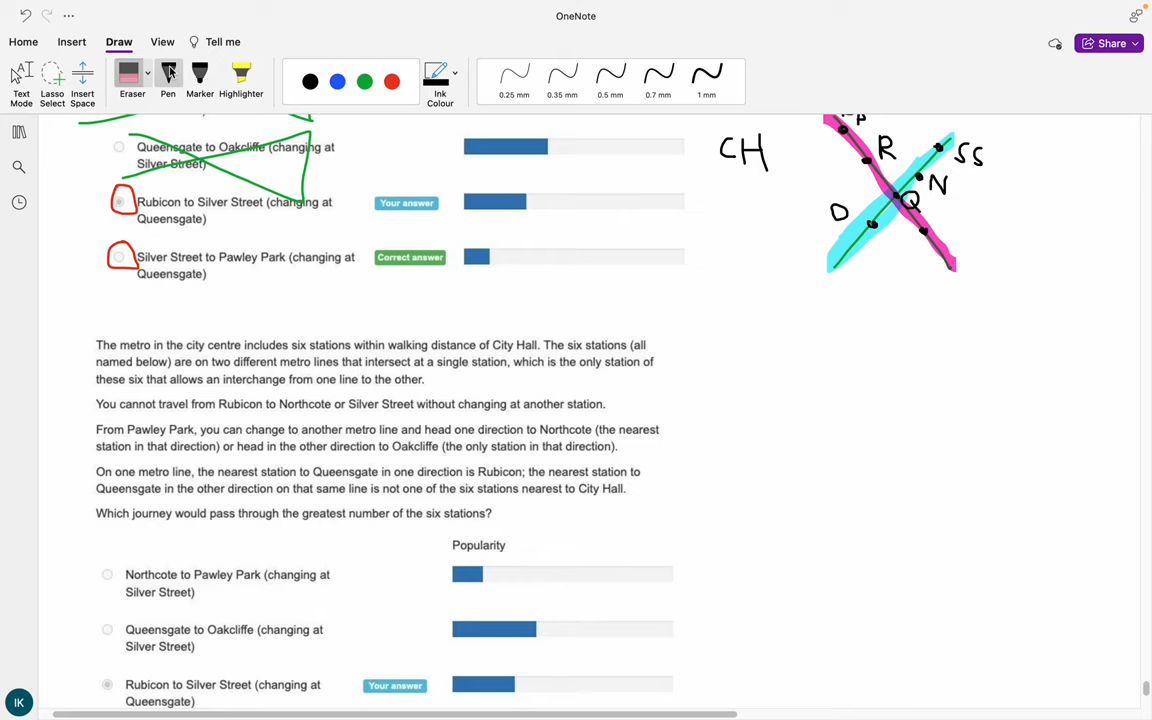 OneNote
Home Insert Draw View Tell me
Share
Text Mode
Lasso Select
Insert Space
Eraser
Pen
Marker
Highlighter
Ink Colour
0.25 mm 0.35 mm 0.5 mm 0.7 mm 1 mm
Queensgate to Oakcliffe (changing at
Silver Street)
Rubicon to Silver Street (changing at
Queensgate)
Your answer
Silver Street to Pawley Park (changing at
Queensgate)
Correct answer
CH
R
SS
N
Q
O
The metro in the city centre includes six stations within walking distance of City Hall. The six stations (all
named below) are on two different metro lines that intersect at a single station, which is the only station of
these six that allows an interchange from one line to the other.
You cannot travel from Rubicon to Northcote or Silver Street without changing at another station.
From Pawley Park, you can change to another metro line and head one direction to Northcote (the nearest
station in that direction) or head in the other direction to Oakcliffe (the only station in that direction).
On one metro line, the nearest station to Queensgate in one direction is Rubicon; the nearest station to
Queensgate in the other direction on that same line is not one of the six stations nearest to City Hall.
Which journey would pass through the greatest number of the six stations?
Popularity
Northcote to Pawley Park (changing at
Silver Street)
Queensgate to Oakcliffe (changing at
Silver Street)
Rubicon to Silver Street (changing at
Queensgate)
Your answer
IK